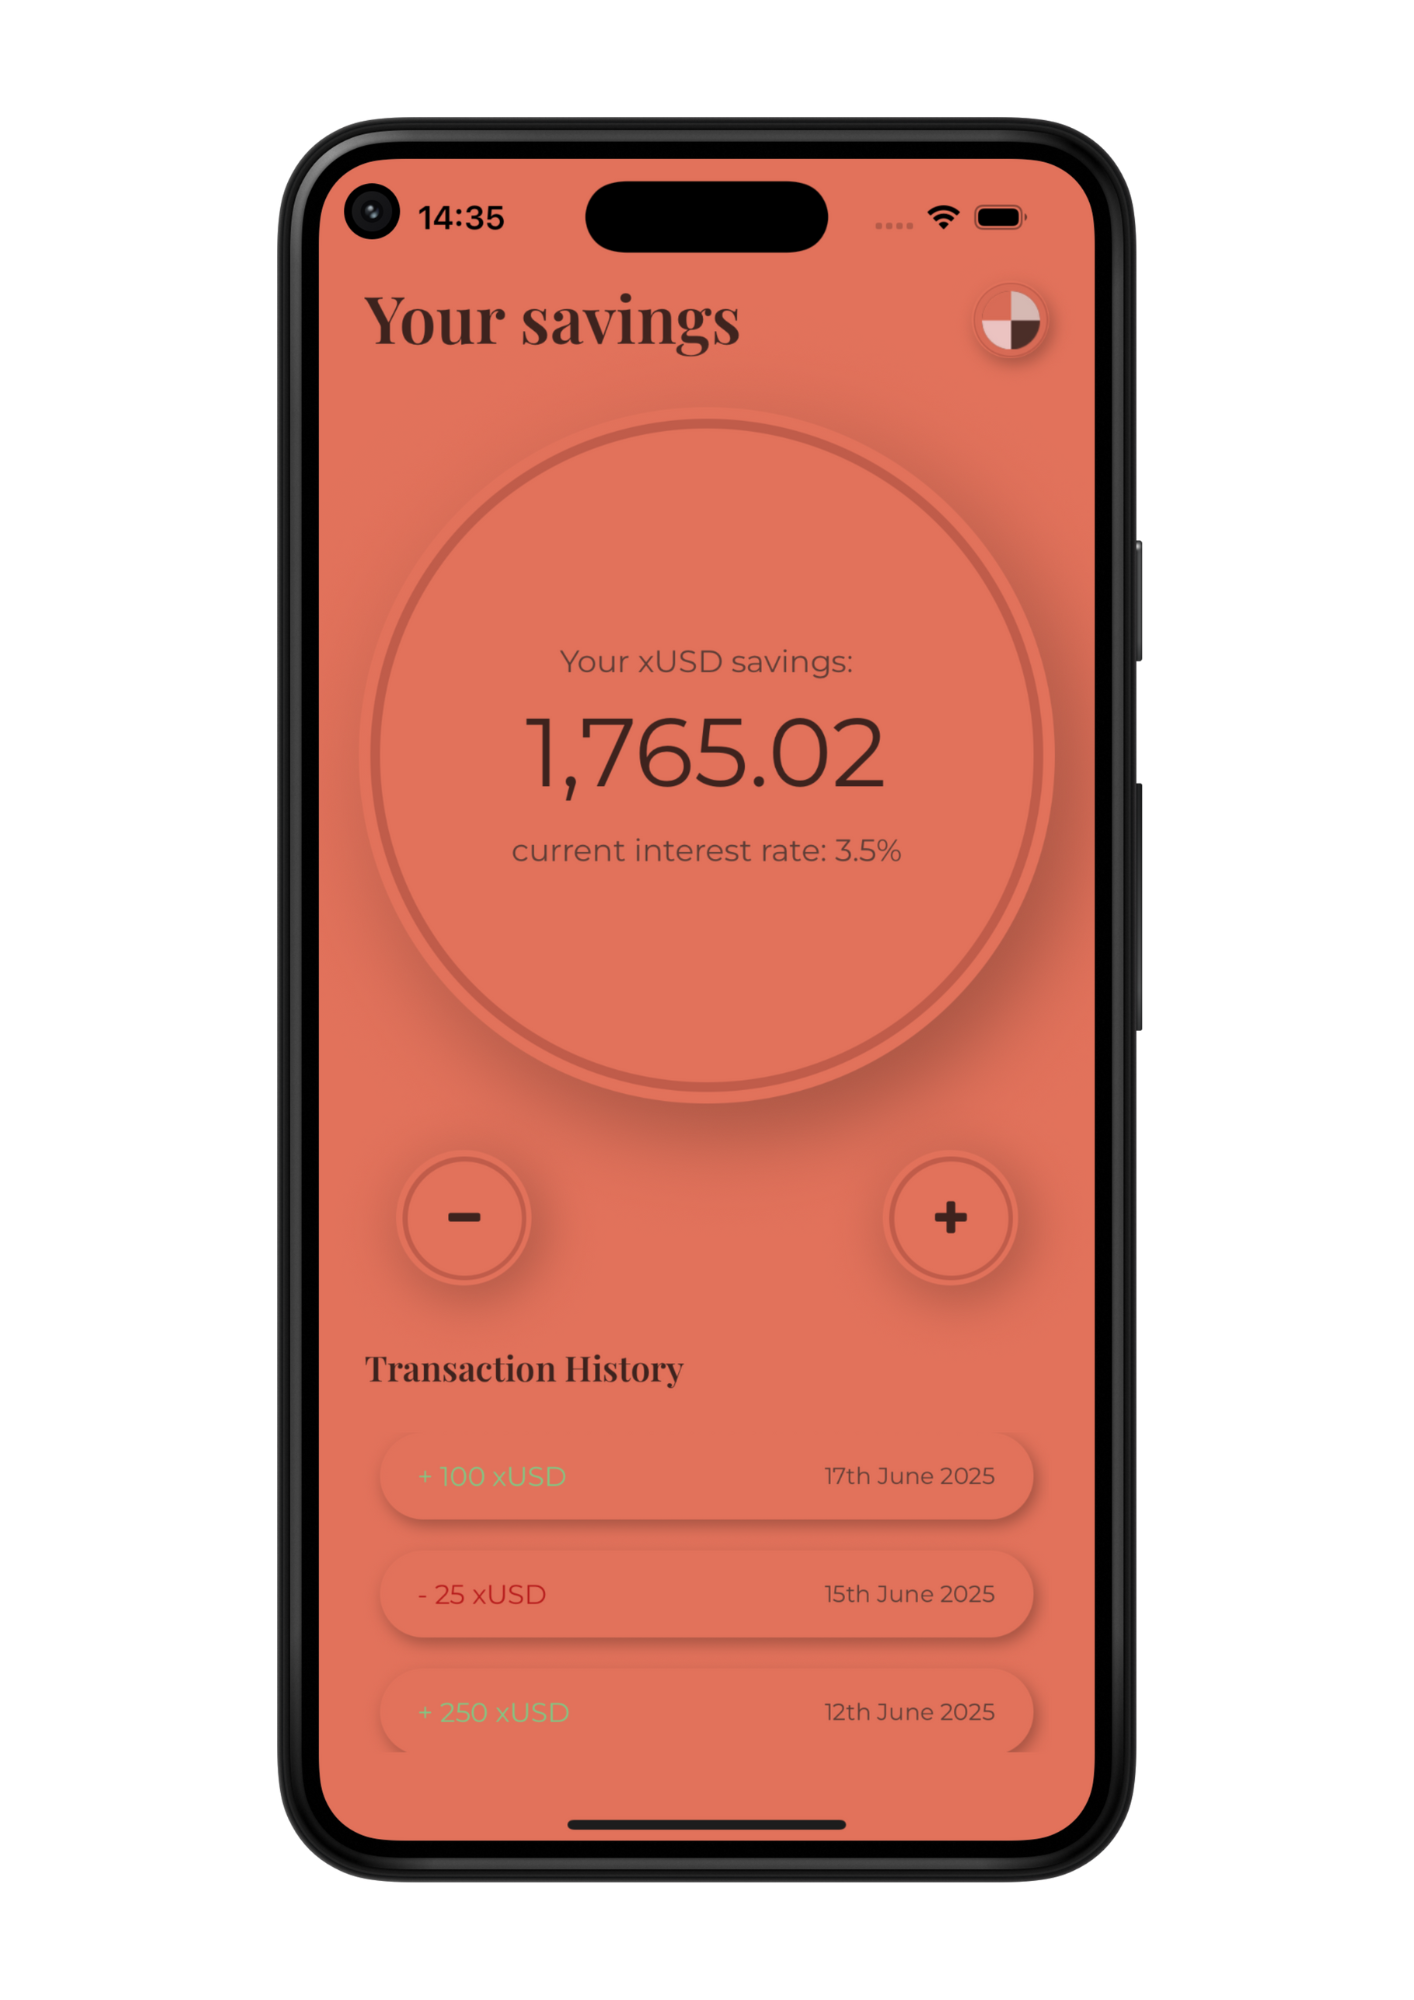 14:35
Your savings
Your xUSD savings:
1,765.02
current interest rate: 3.5%
Transaction History
+ 100 xUSD 17th June 2025
- 25 xUSD 15th June 2025
+ 250 xUSD 12th June 2025